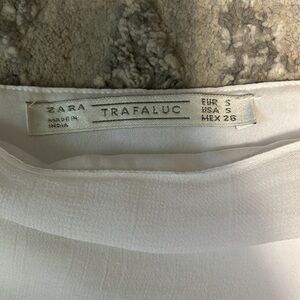 ZARA
MADE IN
INDIA
TRAFALUC
EUR S
USA S
MEX 26